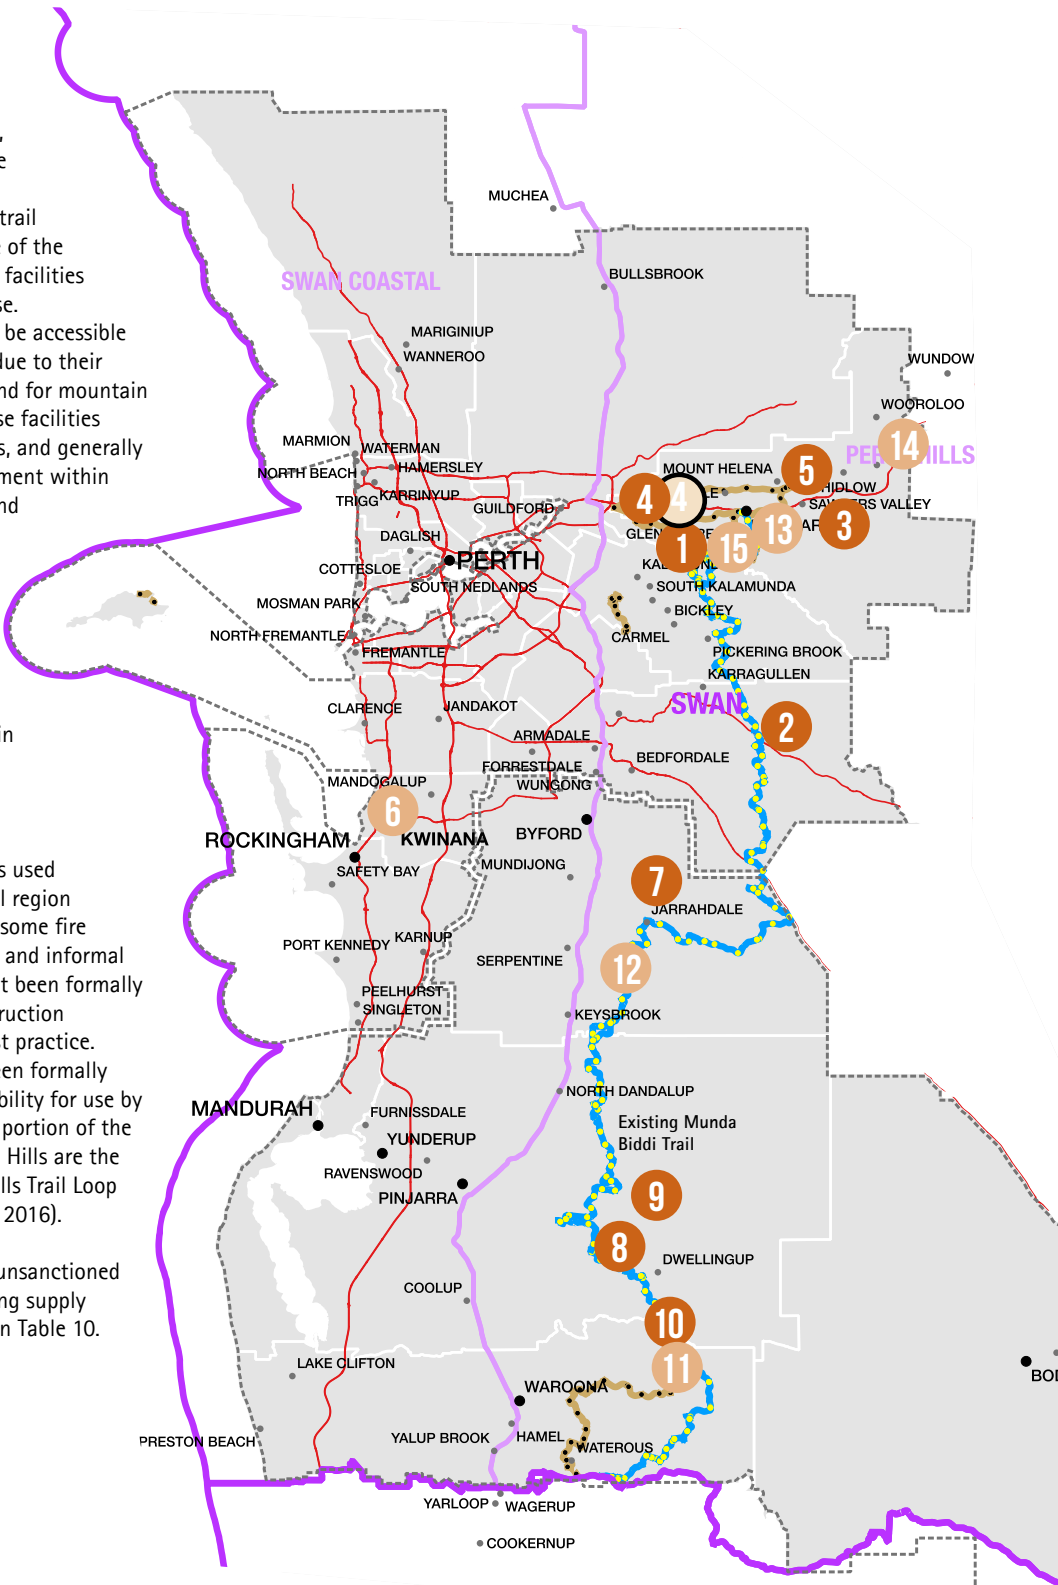 e
trail
e of the
facilities
se.
be accessible
due to their
nd for mountain
se facilities
s, and generally
ment within
nd
in
s used
l region
some fire
and informal
t been formally
ruction
st practice.
een formally
bility for use by
portion of the
Hills are the
lls Trail Loop
2016).
unsanctioned
ng supply
n Table 10.
MUCHEA
SWAN COASTAL
BULLSBROOK
MARIGINIUP
WANNEROO
WUNDOW
WOOROLOO
14
PERTH HILLS
MARMION
WATERMAN
NORTH BEACH
HAMERSLEY
MOUNT HELENA
5
TRIGG
KARRINYUP
GUILDFORD
4
4
CHIDLOW
SAWYERS VALLEY
DAGLISH
GLEN
1
15
13
3
PERTH
COTTESLOE
SOUTH NEDLANDS
SOUTH KALAMUNDA
MOSMAN PARK
BICKLEY
NORTH FREMANTLE
CARMEL
FREMANTLE
PICKERING BROOK
KARRAGULLEN
CLARENCE
JANDAKOT
SWAN
2
ARMADALE
FORRESTDALE
BEDFORDALE
MANDOGALUP
WUNGONG
6
ROCKINGHAM
KWINANA
BYFORD
SAFETY BAY
MUNDIJONG
7
JARRAHDALE
PORT KENNEDY
KARNUP
SERPENTINE
12
PEELHURST
SINGLETON
KEYSBROOK
NORTH DANDALUP
MANDURAH
FURNISSDALE
Existing Munda
Biddi Trail
YUNDERUP
RAVENSWOOD
PINJARRA
9
8
DWELLINGUP
COOLUP
10
LAKE CLIFTON
11
WAROONA
BOD
PRESTON BEACH
YALUP BROOK
HAMEL
WATEROUS
YARLOOP
WAGERUP
COOKERNUP